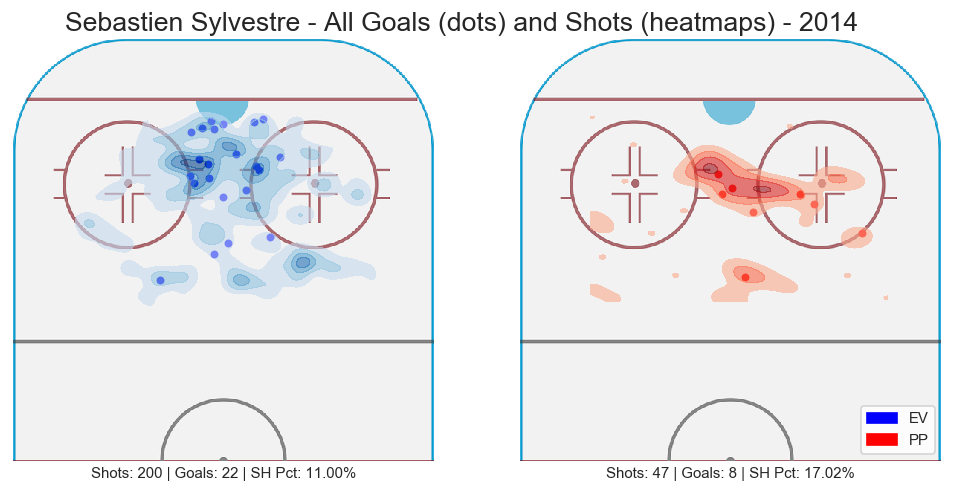 Sebastien Sylvestre - All Goals (dots) and Shots (heatmaps) - 2014
EV
PP
Shots: 200 | Goals: 22 | SH Pct: 11.00%
Shots: 47 | Goals: 8 | SH Pct: 17.02%